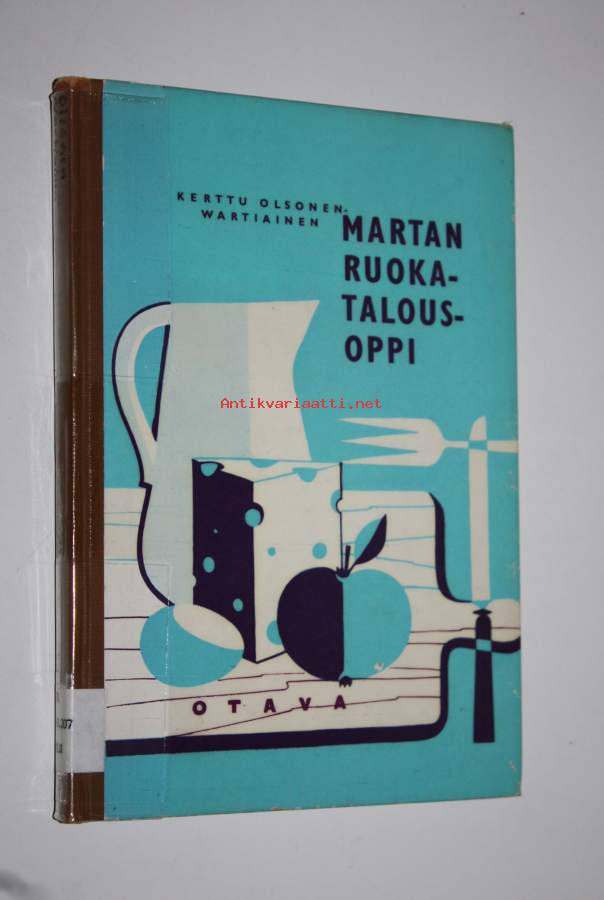 KERTTU OLSONEN-
WARTIAINEN
MARTAN
RUOKA-
TALOUS-
OPPI
Antikvariaatti.net
OTAVA